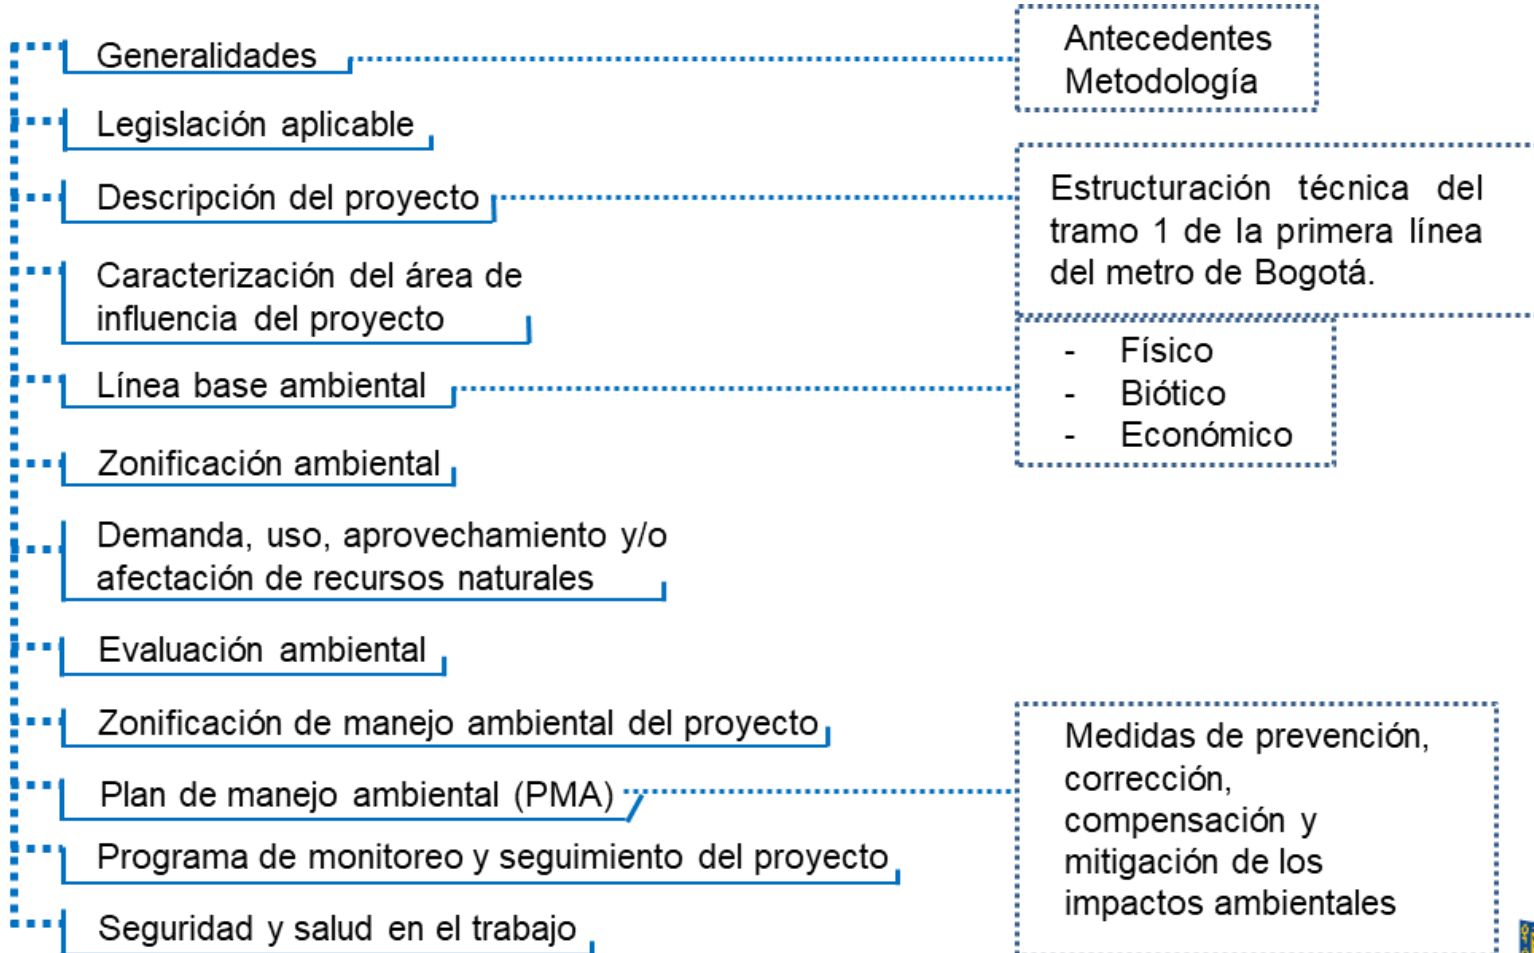 Generalidades
Antecedentes
Metodología
Legislación aplicable
Descripción del proyecto
Estructuración técnica del
tramo 1 de la primera línea
del metro de Bogotá.
Caracterización del área de
influencia del proyecto
Línea base ambiental
- Físico
- Biótico
- Económico
Zonificación ambiental
Demanda, uso, aprovechamiento y/o
afectación de recursos naturales
Evaluación ambiental
Zonificación de manejo ambiental del proyecto
Plan de manejo ambiental (PMA)
Medidas de prevención,
corrección,
compensación y
mitigación de los
impactos ambientales
Programa de monitoreo y seguimiento del proyecto
Seguridad y salud en el trabajo